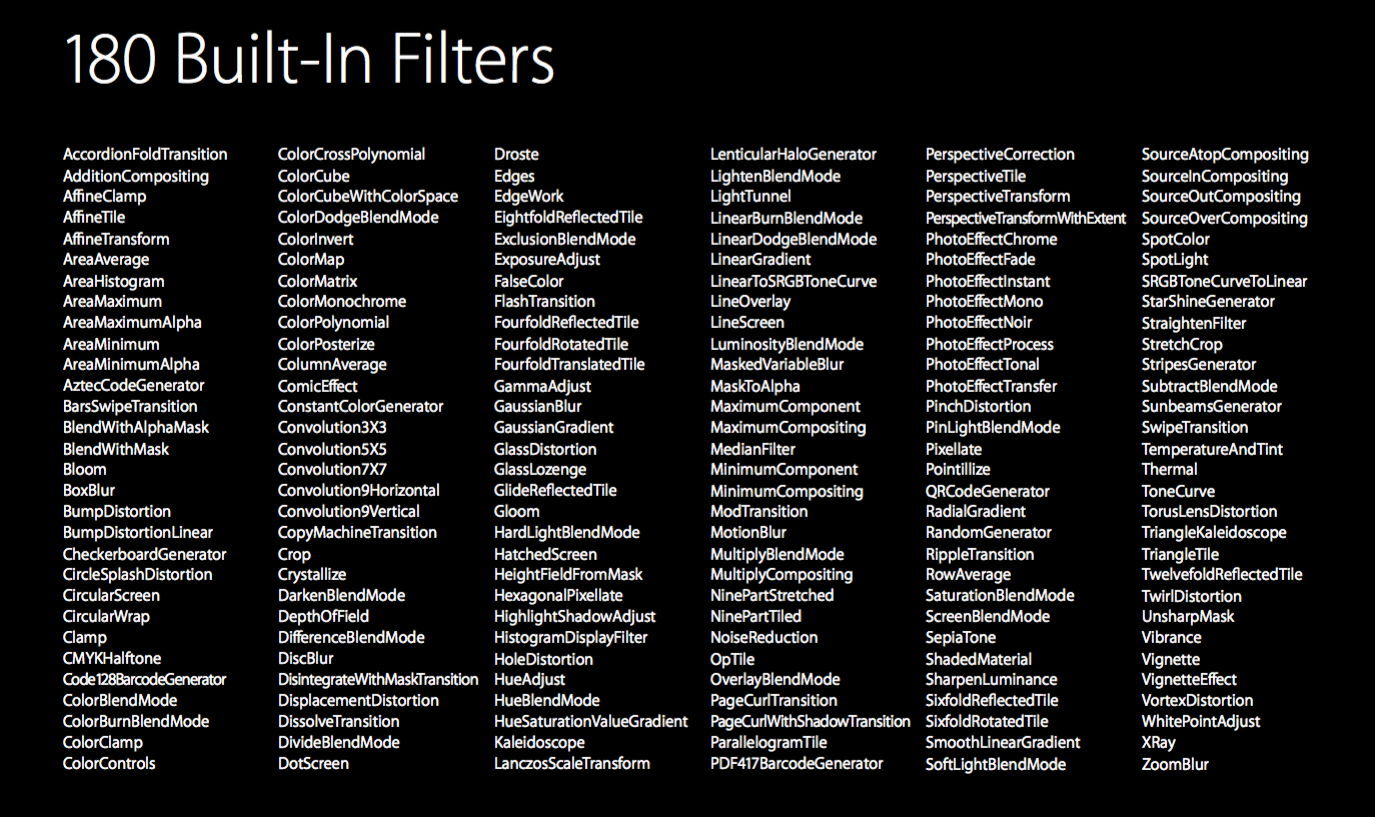 180 Built-In Filters
AccordionFoldTransition
AdditionCompositing
AffineClamp
AffineTile
AffineTransform
AreaAverage
AreaHistogram
AreaMaximum
AreaMaximumAlpha
AreaMinimum
AreaMinimumAlpha
AztecCodeGenerator
BarsSwipeTransition
BlendWithAlphaMask
BlendWithMask
Bloom
BoxBlur
BumpDistortion
BumpDistortionLinear
CheckerboardGenerator
CircleSplashDistortion
CircularScreen
CircularWrap
Clamp
CMYKHalftone
Code128BarcodeGenerator
ColorBlendMode
ColorBurnBlendMode
ColorClamp
ColorControls
ColorCrossPolynomial
ColorCube
ColorCubeWithColorSpace
ColorDodgeBlendMode
ColorInvert
ColorMap
ColorMatrix
ColorMonochrome
ColorPolynomial
ColorPosterize
ColumnAverage
ComicEffect
ConstantColorGenerator
Convolution3X3
Convolution5X5
Convolution7X7
Convolution9Horizontal
Convolution9Vertical
CopyMachineTransition
Crop
Crystallize
DarkenBlendMode
DepthOfField
DifferenceBlendMode
DiscBlur
DisintegrateWithMaskTransition
DisplacementDistortion
DissolveTransition
DivideBlendMode
DotScreen
Droste
Edges
EdgeWork
EightfoldReflectedTile
ExclusionBlendMode
ExposureAdjust
FalseColor
FlashTransition
FourfoldReflectedTile
FourfoldRotatedTile
FourfoldTranslatedTile
GammaAdjust
GaussianBlur
GaussianGradient
GlassDistortion
GlassLozenge
GlideReflectedTile
Gloom
HardLightBlendMode
HatchedScreen
HeightFieldFromMask
HexagonalPixellate
HighlightShadowAdjust
HistogramDisplayFilter
HoleDistortion
HueAdjust
HueBlendMode
HueSaturationValueGradient
Kaleidoscope
LanczosScaleTransform
LenticularHaloGenerator
LightenBlendMode
LightTunnel
LinearBurnBlendMode
LinearDodgeBlendMode
LinearGradient
LinearToSRGBToneCurve
LineOverlay
LineScreen
LuminosityBlendMode
MaskedVariableBlur
MaskToAlpha
MaximumComponent
MaximumCompositing
MedianFilter
MinimumComponent
MinimumCompositing
ModTransition
MotionBlur
MultiplyBlendMode
MultiplyCompositing
NinePartStretched
NinePartTiled
NoiseReduction
OpTile
OverlayBlendMode
PageCurlTransition
PageCurlWithShadowTransition
ParallelogramTile
PDF417BarcodeGenerator
PerspectiveCorrection
PerspectiveTile
PerspectiveTransform
PerspectiveTransformWithExtent
PhotoEffectChrome
PhotoEffectFade
PhotoEffectInstant
PhotoEffectMono
PhotoEffectNoir
PhotoEffectProcess
PhotoEffectTonal
PhotoEffectTransfer
PinchDistortion
PinLightBlendMode
Pixellate
Pointillize
QRCodeGenerator
RadialGradient
RandomGenerator
RippleTransition
RowAverage
SaturationBlendMode
ScreenBlendMode
SepiaTone
ShadedMaterial
SharpenLuminance
SixfoldReflectedTile
SixfoldRotatedTile
SmoothLinearGradient
SoftLightBlendMode
SourceAtopCompositing
SourceInCompositing
SourceOutCompositing
SourceOverCompositing
SpotColor
SpotLight
SRGBToneCurveToLinear
StarShineGenerator
StraightenFilter
StretchCrop
StripesGenerator
SubtractBlendMode
SunbeamsGenerator
SwipeTransition
TemperatureAndTint
Thermal
ToneCurve
TorusLensDistortion
TriangleKaleidoscope
TriangleTile
TwelvefoldReflectedTile
TwirlDistortion
UnsharpMask
Vibrance
Vignette
VignetteEffect
VortexDistortion
WhitePointAdjust
XRay
ZoomBlur